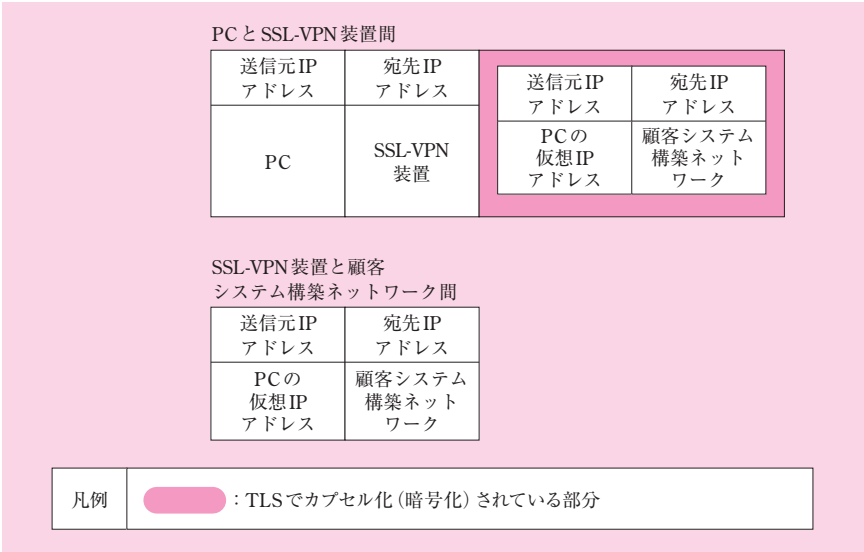 PCとSSL-VPN装置間
送信元IP
アドレス
宛先IP
アドレス
送信元IP
アドレス
宛先IP
アドレス
PC
SSL-VPN
装置
PCの
仮想IP
アドレス
顧客システム
構築ネット
ワーク
SSL-VPN装置と顧客
システム構築ネットワーク間
送信元IP
アドレス
宛先IP
アドレス
PCの
仮想IP
アドレス
顧客システム
構築ネット
ワーク
凡例
：TLSでカプセル化（暗号化）されている部分